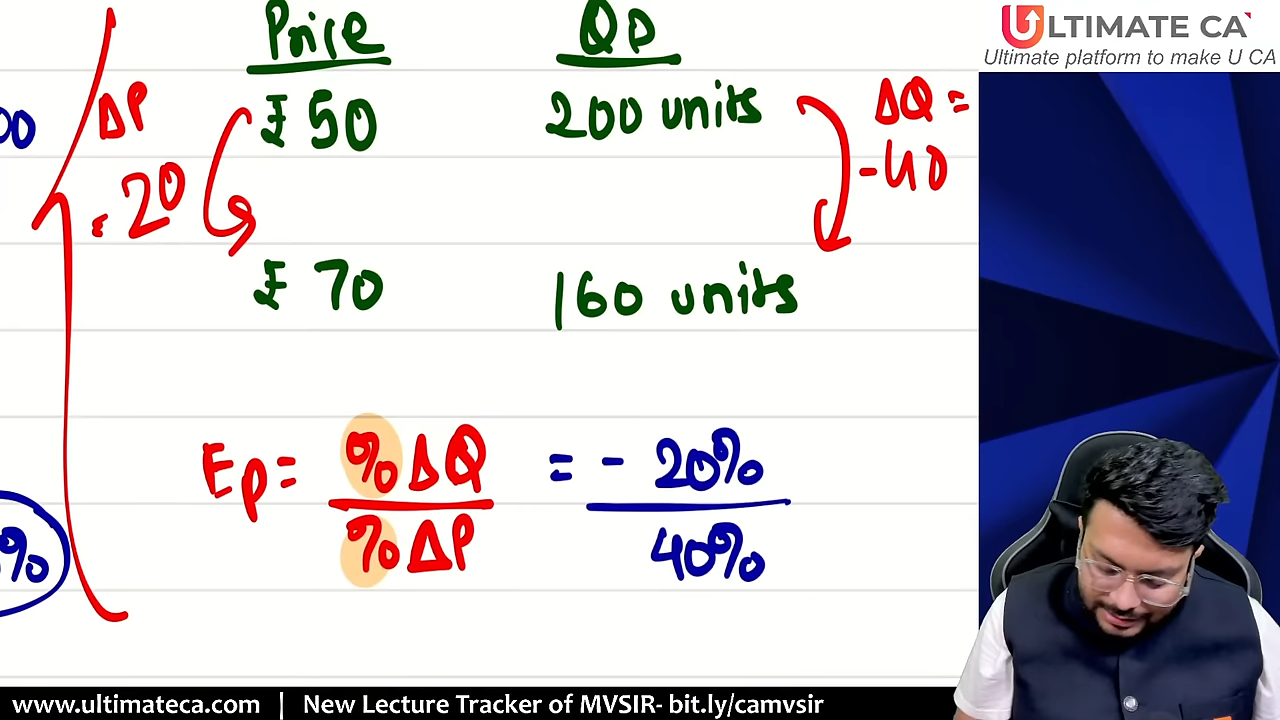 Price QD
₹ 50 200 units
00
ΔP
= 20
ΔQ =
-40
₹ 70 160 units
Ep = %ΔQ = - 20%
%ΔP 40%
%
ULTIMATE CA
Ultimate platform to make U CA
www.ultimateca.com | New Lecture Tracker of MVSIR- bit.ly/camvsir